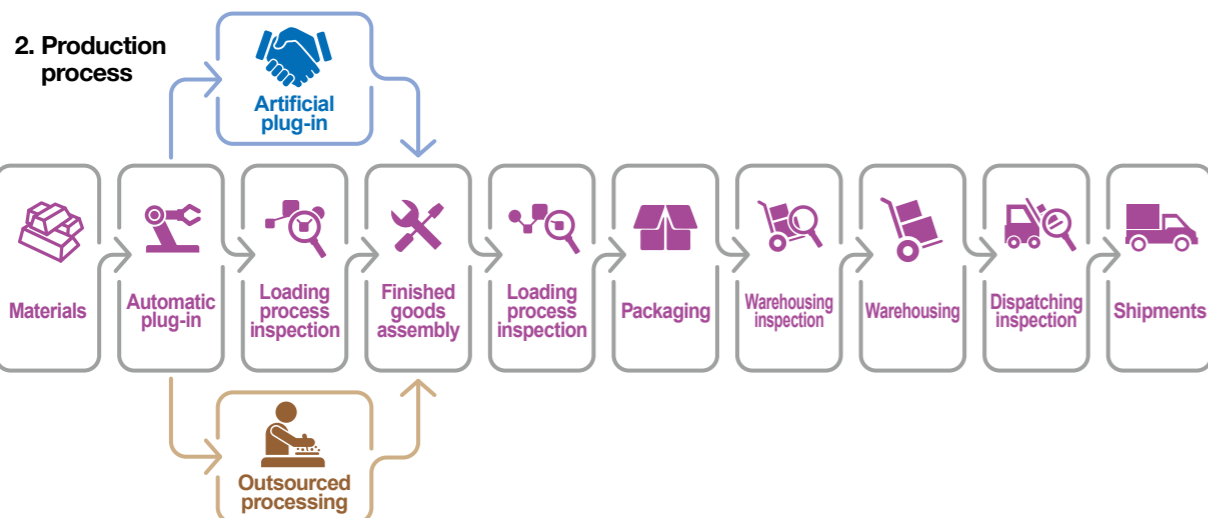 2. Production
process
Artificial
plug-in
Materials
Automatic
plug-in
Loading
process
inspection
Finished
goods
assembly
Loading
process
inspection
Packaging
Warehousing
inspection
Warehousing
Dispatching
inspection
Shipments
Outsourced
processing